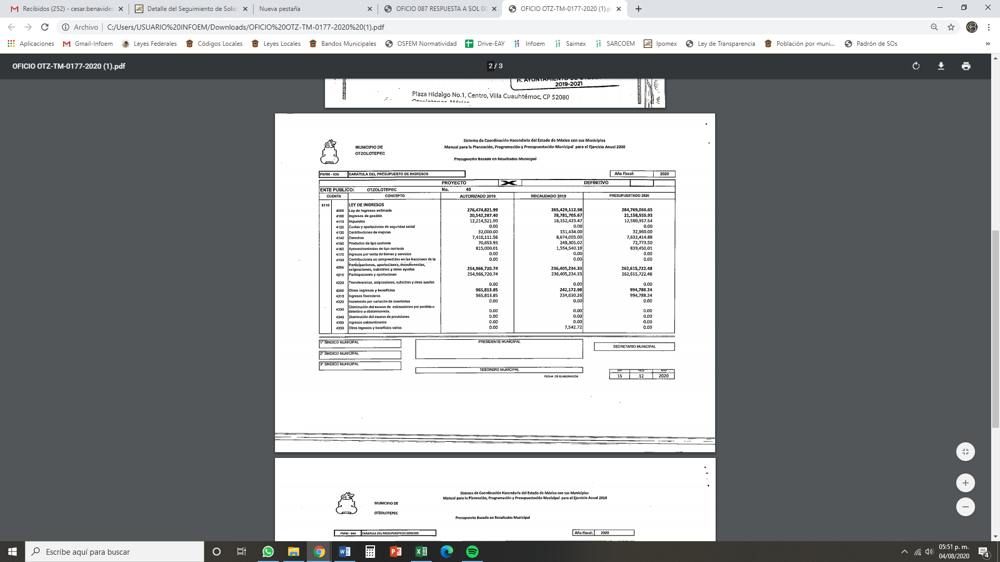 Recibidos (252) - cesar.benavides
Detalle del Seguimiento de Solici
Nueva pestaña
OFICIO 087 RESPUESTA A SOL 00
OFICIO OTZ-TM-0177-2020 (1).p
Archivo
C:/Users/USUARIO%20INFOEM/Downloads/OFICIO%20OTZ-TM-0177-2020%20(1).pdf
Aplicaciones Gmail-Infoem Leyes Federales Códigos Locales Leyes Locales Bandos Municipales OSFEM Normatividad Drive-EAY Infoem Saimex SARCOEM Ipomex Ley de Transparencia Población por muni... Padrón de SOs »
OFICIO OTZ-TM-0177-2020 (1).pdf
2 / 3
H. AYUNTAMIENTO DE
2019-2021
Plaza Hidalgo No.1, Centro, Villa Cuauhtémoc, CP 52080
Sistema de Coordinación Hacendaria del Estado de México con sus Municipios
MUNICIPIO DE
OTZOLOTEPEC
Manual para la Planeación, Programación y Presupuestación Municipal para el Ejercicio Anual 2020
Presupuesto Basado en Resultados Municipal
PbRM - 03b CARÁTULA DEL PRESUPUESTO DE INGRESOS Año Fiscal: 2020
PROYECTO X DEFINITIVO
ENTE PUBLICO: OTZOLOTEPEC No. 40
CUENTA CONCEPTO AUTORIZADO 2019 RECAUDADO 2019 PRESUPUESTADO 2020
8110 LEY DE INGRESOS
4000 Ley de ingresos estimada 276,474,821.99 265,429,112.98 284,769,066.65
4100 Ingresos de gestión 20,542,287.40 28,781,705.67 21,158,555.93
4110 Impuestos 12,214,521.90 18,152,423.47 12,580,957.54
4120 Cuotas y aportaciones de seguridad social 0.00 0.00 0.00
4130 Contribuciones de mejoras 32,000.00 151,434.00 32,960.00
4140 Derechos 7,410,111.56 8,674,003.00 7,632,414.88
4150 Productos de tipo corriente 70,653.93 249,305.02 72,773.50
4160 Aprovechamientos de tipo corriente 815,000.01 1,554,540.18 839,450.01
4170 Ingresos por venta de bienes y servicios 0.00 0.00 0.00
4190 Contribuciones no comprendidas en las fracciones de la 0.00 0.00 0.00
Participaciones, aportaciones, transferencias,
4200 asignaciones, subsidios y otras ayudas 254,966,720.74 236,405,234.33 262,615,722.48
4210 Participaciones y aportaciones 254,966,720.74 236,405,234.33 262,615,722.48
4220 Transferencias, asignaciones, subsidios y otras ayudas 0.00 0.00 0.00
4300 Otros ingresos y beneficios 965,813.85 242,172.98 994,788.24
4310 Ingresos financieros 965,813.85 234,630.26 994,788.24
4320 Incremento por variación de inventarios 0.00 0.00 0.00
Disminución del exceso de estimaciones por perdida o
4330 deterioro u obsolescencia. 0.00 0.00 0.00
4340 Disminución del exceso de provisiones 0.00 0.00 0.00
4350 Ingresos extraordinarios 0.00 0.00 0.00
4390 Otros ingresos y beneficios varios 0.00 7,542.72 0.00
1° SINDICO MUNICIPAL PRESIDENTE MUNICIPAL SECRETARIO MUNICIPAL
2° SINDICO MUNICIPAL
3° SINDICO MUNICIPAL
TESORERO MUNICIPAL
FECHA DE ELABORACIÓN
DIA MES AÑO
15 12 2020
Sistema de Coordinación Hacendaria del Estado de México con sus Municipios
Manual para la Planeación, Programación y Presupuestación Municipal para el Ejercicio Anual 2019
MUNICIPIO DE
OTZOLOTEPEC
Presupuesto Basado en Resultados Municipal
PbRM - 04d CARATULA DEL PRESUPUESTO DE EGRESOS Año Fiscal: 2020
Escribe aquí para buscar
05:51 p. m.
04/08/2020
4